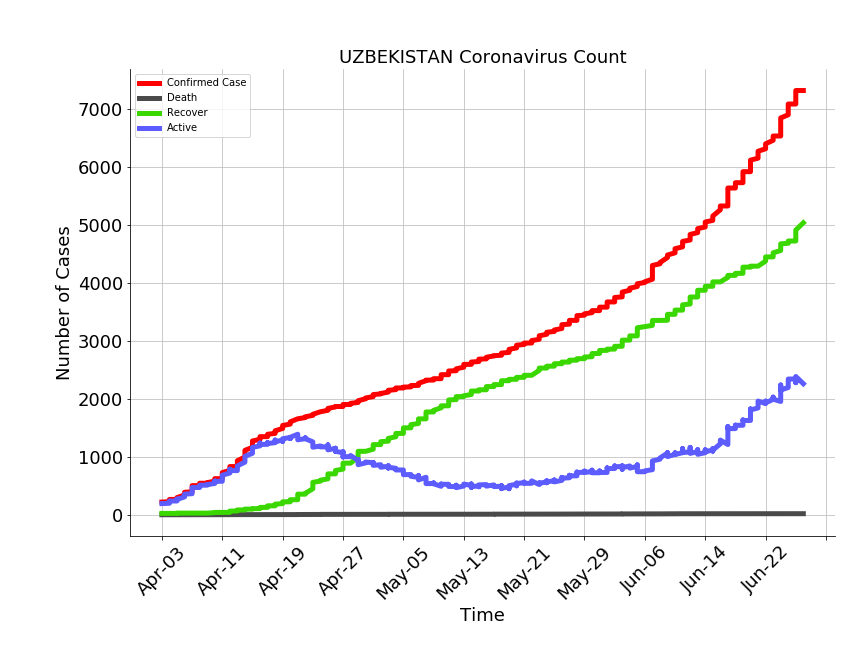 UZBEKISTAN Coronavirus Count
Confirmed Case
Death
Recover
Active
7000
6000
5000
4000
3000
2000
1000
0
Number of Cases
Apr-03
Apr-11
Apr-19
Apr-27
May-05
May-13
May-21
May-29
Jun-06
Jun-14
Jun-22
Time